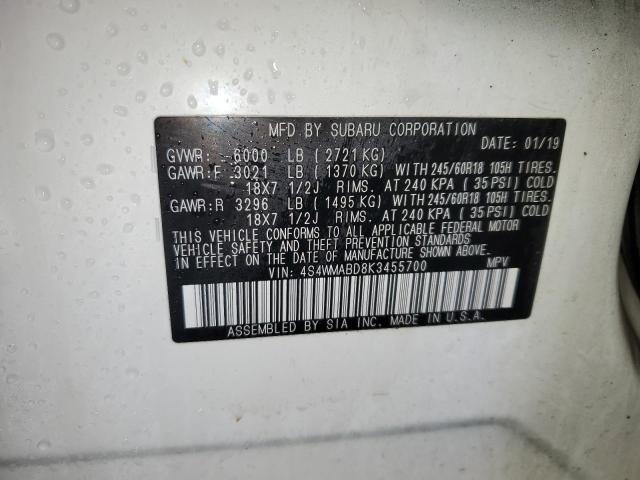 MFD BY SUBARU CORPORATION
DATE: 01/19
GVWR: 6000 LB (2721 KG)
GAWR:F 3021 LB (1370 KG) WITH 245/60R18 105H TIRES.
18X7 1/2J RIMS. AT 240 KPA (35 PSI) COLD
GAWR:R 3296 LB (1495 KG) WITH 245/60R18 105H TIRES.
18X7 1/2J RIMS. AT 240 KPA (35 PSI) COLD
THIS VEHICLE CONFORMS TO ALL APPLICABLE FEDERAL MOTOR
VEHICLE SAFETY AND THEFT PREVENTION STANDARDS
IN EFFECT ON THE DATE OF MANUFACTURE SHOWN ABOVE.
VIN: 4S4WMABD8K3455700 MPV
ASSEMBLED BY SIA INC. MADE IN U.S.A.